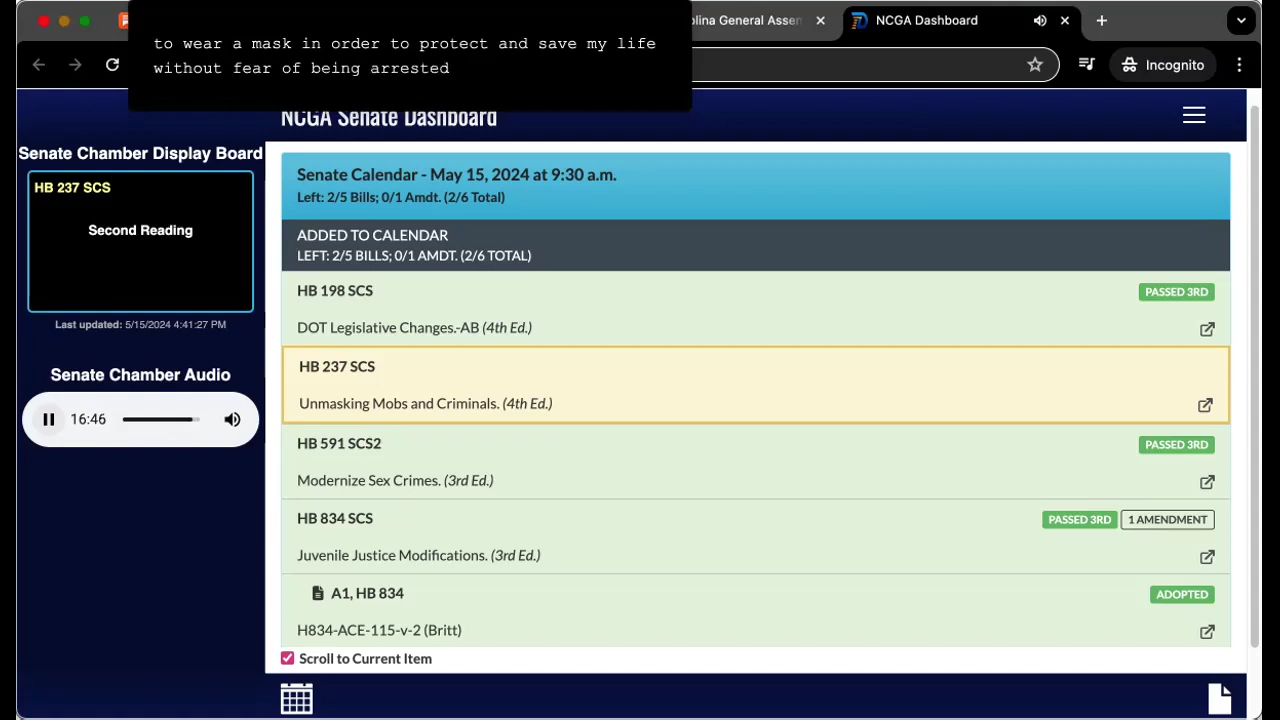 to wear a mask in order to protect and save my life
without fear of being arrested
olina General Assem
NCGA Dashboard
Incognito
NCGA Senate Dashboard
Senate Chamber Display Board
HB 237 SCS
Second Reading
Last updated: 5/15/2024 4:41:27 PM
Senate Chamber Audio
16:46
Senate Calendar - May 15, 2024 at 9:30 a.m.
Left: 2/5 Bills; 0/1 Amdt. (2/6 Total)
ADDED TO CALENDAR
LEFT: 2/5 BILLS; 0/1 AMDT. (2/6 TOTAL)
HB 198 SCS
PASSED 3RD
DOT Legislative Changes.-AB (4th Ed.)
HB 237 SCS
Unmasking Mobs and Criminals. (4th Ed.)
HB 591 SCS2
PASSED 3RD
Modernize Sex Crimes. (3rd Ed.)
HB 834 SCS
PASSED 3RD
1 AMENDMENT
Juvenile Justice Modifications. (3rd Ed.)
A1, HB 834
ADOPTED
H834-ACE-115-v-2 (Britt)
Scroll to Current Item